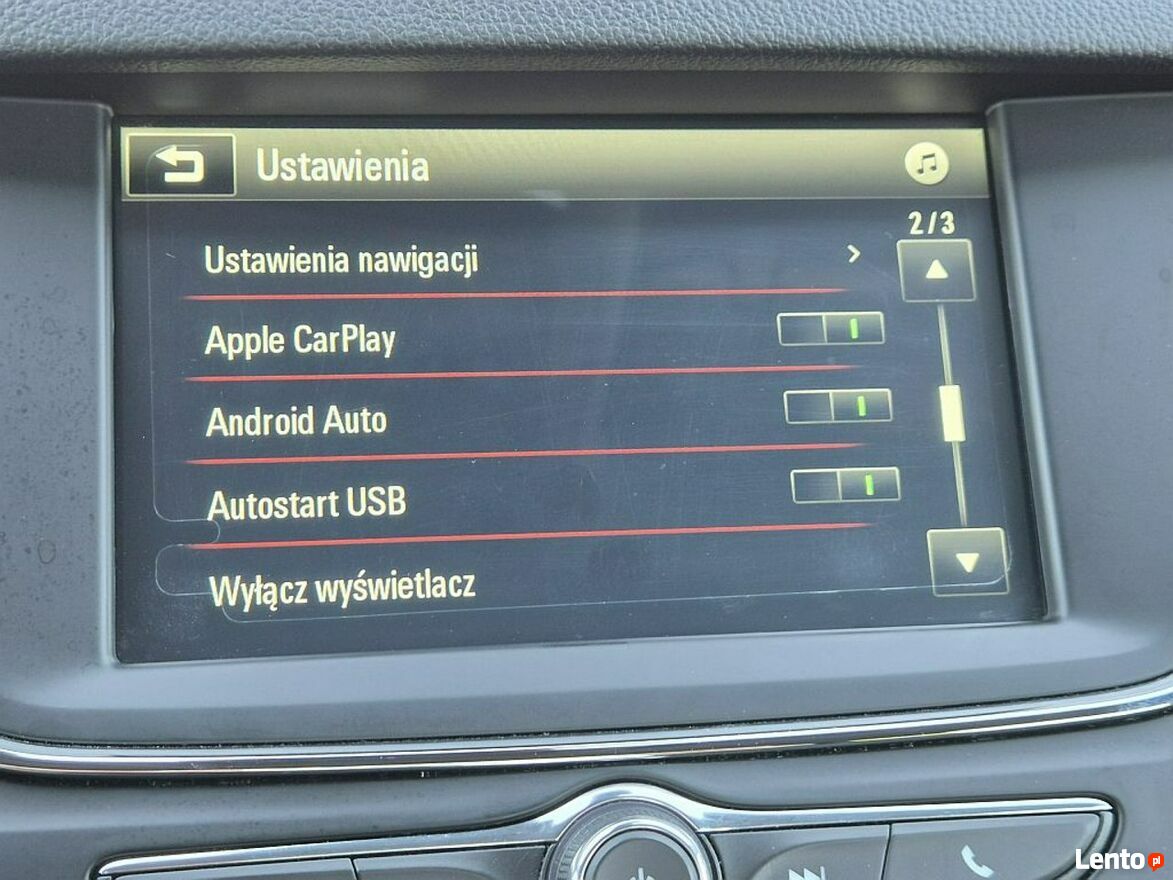 Ustawienia
2/3
Ustawienia nawigacji
Apple CarPlay
Android Auto
Autostart USB
Wyłącz wyświetlacz
Lento pl